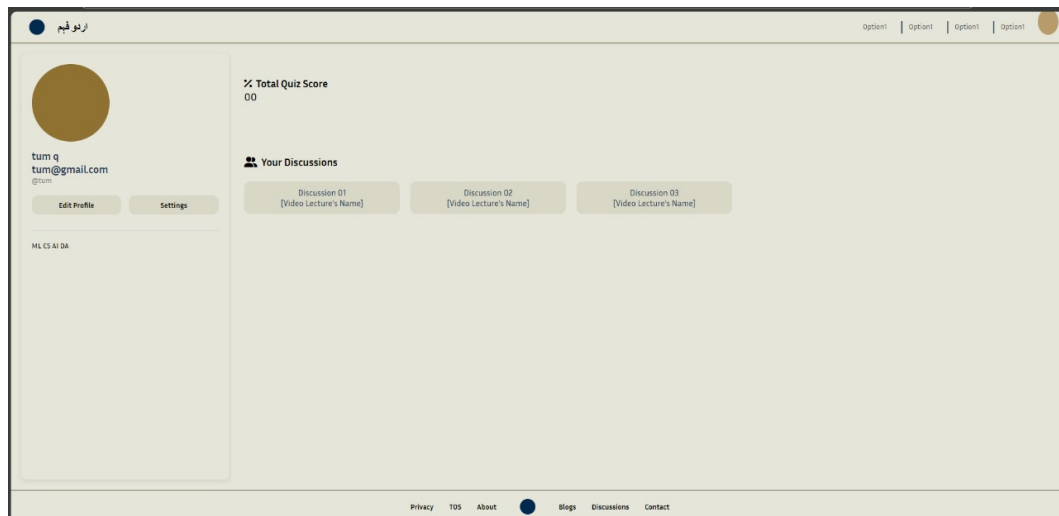 اردو فہم
Option1 Option1 Option1 Option1
tum q
tum@gmail.com
@tum
Edit Profile Settings
ML CS AI DA
Total Quiz Score
00
Your Discussions
Discussion 01
[Video Lecture's Name]
Discussion 02
[Video Lecture's Name]
Discussion 03
[Video Lecture's Name]
Privacy TOS About Blogs Discussions Contact